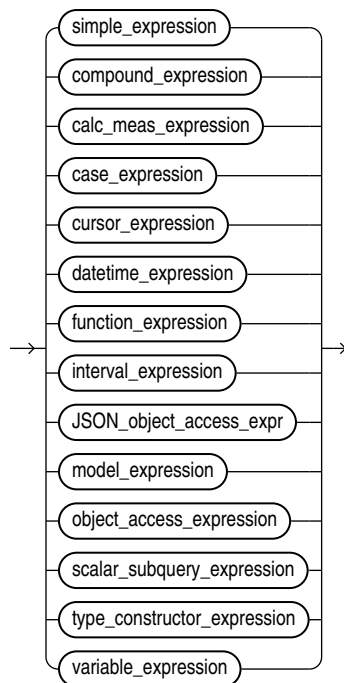 simple_expression
compound_expression
calc_meas_expression
case_expression
cursor_expression
datetime_expression
function_expression
interval_expression
JSON_object_access_expr
model_expression
object_access_expression
scalar_subquery_expression
type_constructor_expression
variable_expression